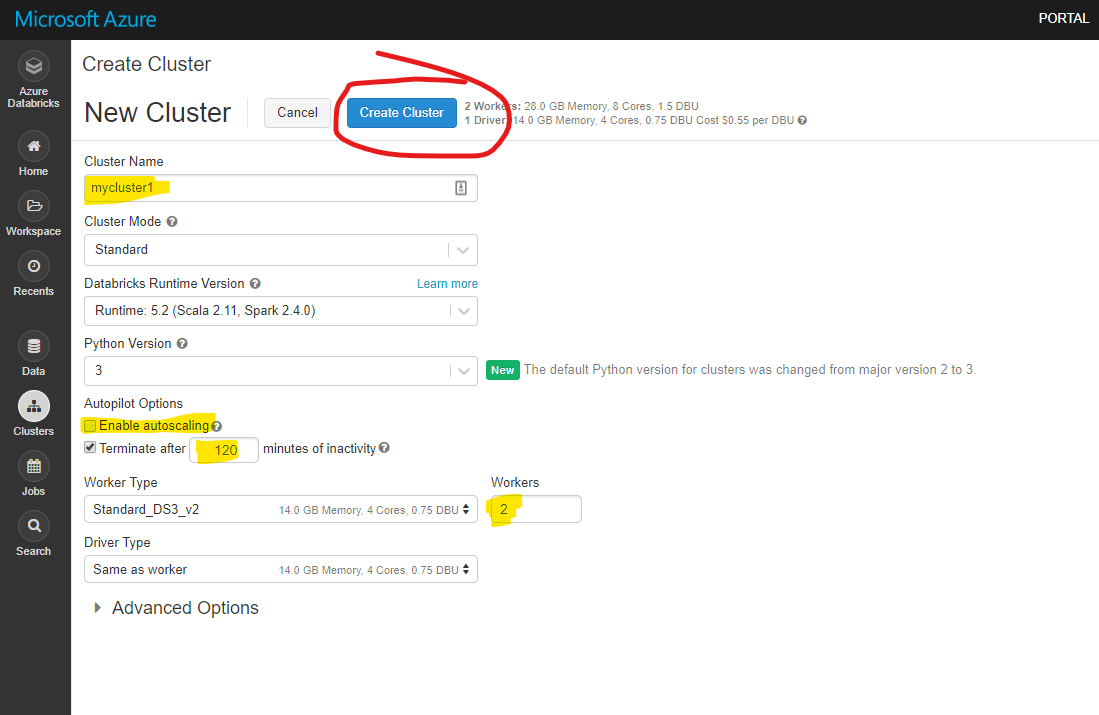 Microsoft Azure
PORTAL
Azure
Databricks
Home
Workspace
Recents
Data
Clusters
Jobs
Search
Create Cluster
New Cluster
Cancel
Create Cluster
2 Workers: 28.0 GB Memory, 8 Cores, 1.5 DBU
1 Driver: 14.0 GB Memory, 4 Cores, 0.75 DBU Cost $0.55 per DBU ?
Cluster Name
mycluster1
Cluster Mode ?
Standard
Databricks Runtime Version ? Learn more
Runtime: 5.2 (Scala 2.11, Spark 2.4.0)
Python Version ?
3
New The default Python version for clusters was changed from major version 2 to 3.
Autopilot Options
Enable autoscaling ?
Terminate after 120 minutes of inactivity ?
Worker Type Workers
Standard_DS3_v2 14.0 GB Memory, 4 Cores, 0.75 DBU 2
Driver Type
Same as worker 14.0 GB Memory, 4 Cores, 0.75 DBU
Advanced Options